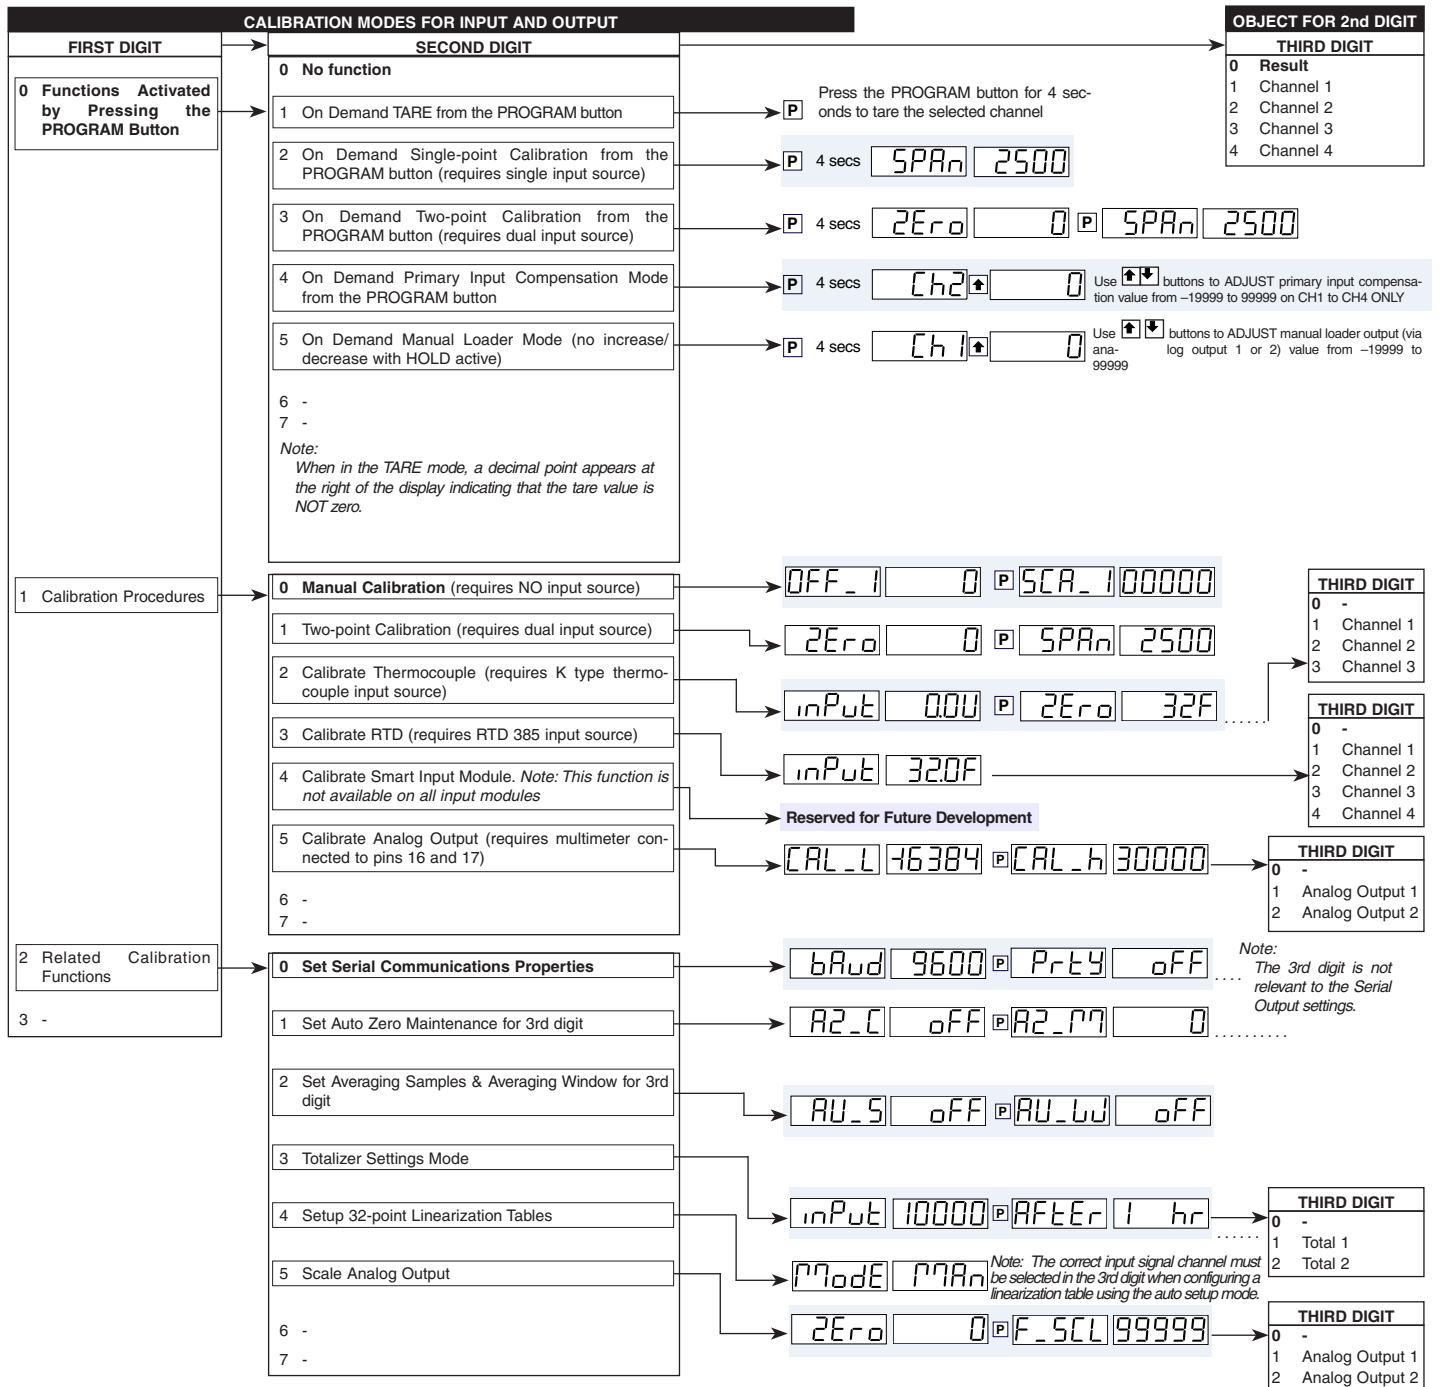 CALIBRATION MODES FOR INPUT AND OUTPUT
OBJECT FOR 2nd DIGIT
FIRST DIGIT
SECOND DIGIT
THIRD DIGIT
0 Result
1 Channel 1
2 Channel 2
3 Channel 3
4 Channel 4
0 Functions Activated
by Pressing the
PROGRAM Button
0 No function
1 On Demand TARE from the PROGRAM button
P
Press the PROGRAM button for 4 sec-
onds to tare the selected channel
2 On Demand Single-point Calibration from the
PROGRAM button (requires single input source)
P 4 secs SPAn 2500
3 On Demand Two-point Calibration from the
PROGRAM button (requires dual input source)
P 4 secs 2Ero 0 P SPAn 2500
4 On Demand Primary Input Compensation Mode
from the PROGRAM button
P 4 secs Ch2 0
Use buttons to ADJUST primary input compensa-
tion value from –19999 to 99999 on CH1 to CH4 ONLY
5 On Demand Manual Loader Mode (no increase/
decrease with HOLD active)
P 4 secs Ch1 0
Use buttons to ADJUST manual loader output (via
ana- log output 1 or 2) value from –19999 to
99999
6 -
7 -
Note:
When in the TARE mode, a decimal point appears at
the right of the display indicating that the tare value is
NOT zero.
1 Calibration Procedures
0 Manual Calibration (requires NO input source)
OFF_1 0 P SCA_1 00000
1 Two-point Calibration (requires dual input source)
2Ero 0 P SPAn 2500
2 Calibrate Thermocouple (requires K type thermo-
couple input source)
inPut 0.0U P 2Ero 32F ......
THIRD DIGIT
0 -
1 Channel 1
2 Channel 2
3 Channel 3
3 Calibrate RTD (requires RTD 385 input source)
inPut 32.0F
THIRD DIGIT
0 -
1 Channel 1
2 Channel 2
3 Channel 3
4 Channel 4
4 Calibrate Smart Input Module. Note: This function is
not available on all input modules
Reserved for Future Development
5 Calibrate Analog Output (requires multimeter con-
nected to pins 16 and 17)
CAL_L -16384 P CAL_h 30000
THIRD DIGIT
0 -
1 Analog Output 1
2 Analog Output 2
6 -
7 -
2 Related Calibration
Functions
3 -
0 Set Serial Communications Properties
bAud 9600 P PrtY oFF ....
Note:
The 3rd digit is not
relevant to the Serial
Output settings.
1 Set Auto Zero Maintenance for 3rd digit
A2_C oFF P A2_M 0 ..........
2 Set Averaging Samples & Averaging Window for 3rd
digit
AU_S oFF P AU_W oFF
3 Totalizer Settings Mode
inPut 10000 P AFtEr 1 hr ......
THIRD DIGIT
0 -
1 Total 1
2 Total 2
4 Setup 32-point Linearization Tables
ModE MAn
Note: The correct input signal channel must
be selected in the 3rd digit when configuring a
linearization table using the auto setup mode.
5 Scale Analog Output
2Ero 0 P F_SCL 99999
THIRD DIGIT
0 -
1 Analog Output 1
2 Analog Output 2
6 -
7 -